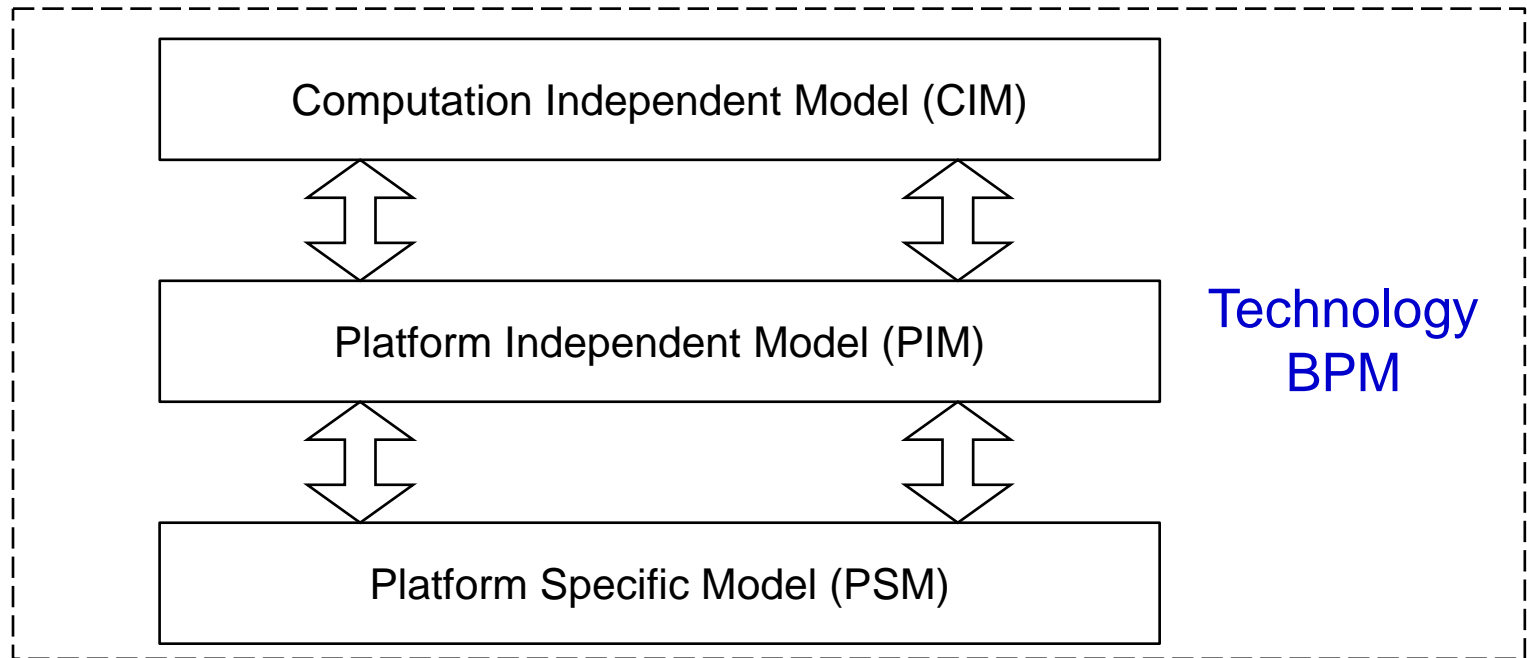 Computation Independent Model (CIM)
Platform Independent Model (PIM)
Technology
BPM
Platform Specific Model (PSM)